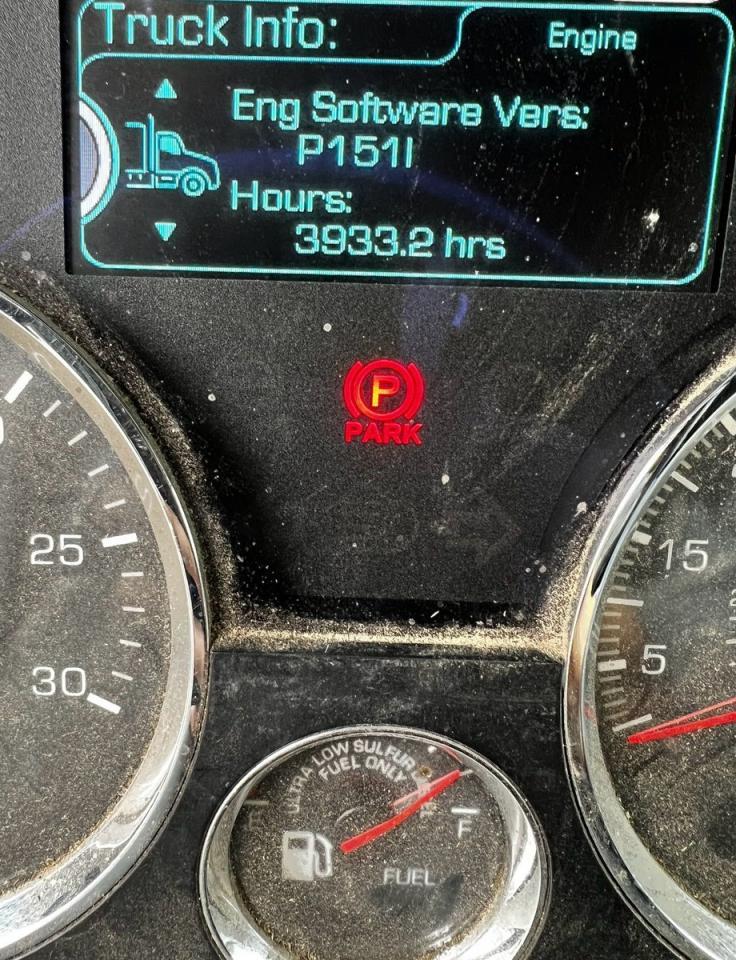 Truck Info:
Engine
Eng Software Vers:
P151I
Hours:
3933.2 hrs
P
PARK
25
30
15
5
ULTRA LOW SULFUR
FUEL ONLY
E
F
FUEL